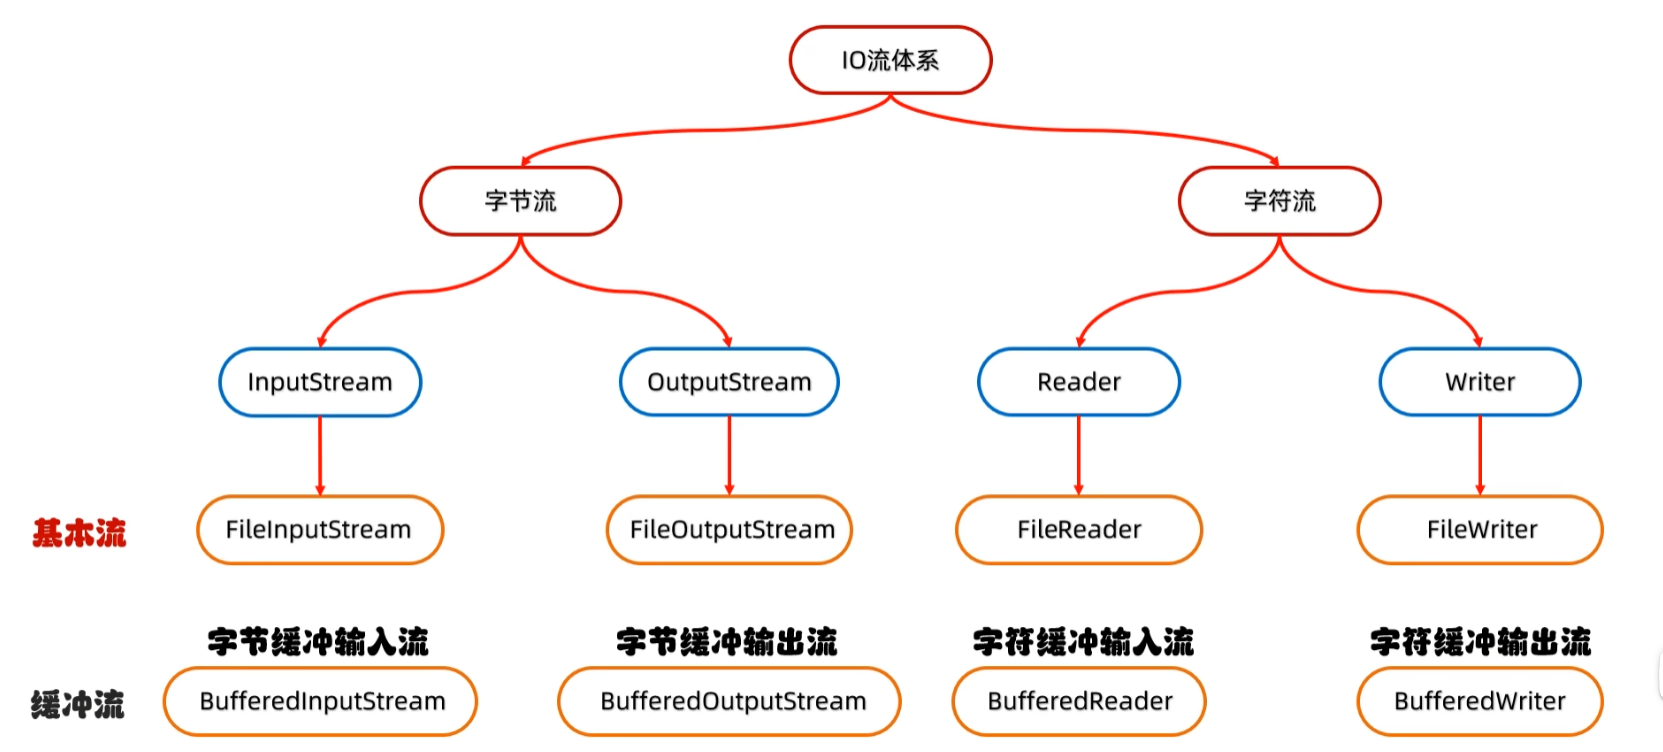 IO流体系
字节流
字符流
InputStream
OutputStream
Reader
Writer
基本流
FileInputStream
FileOutputStream
FileReader
FileWriter
字节缓冲输入流
字节缓冲输出流
字符缓冲输入流
字符缓冲输出流
缓冲流
BufferedInputStream
BufferedOutputStream
BufferedReader
BufferedWriter